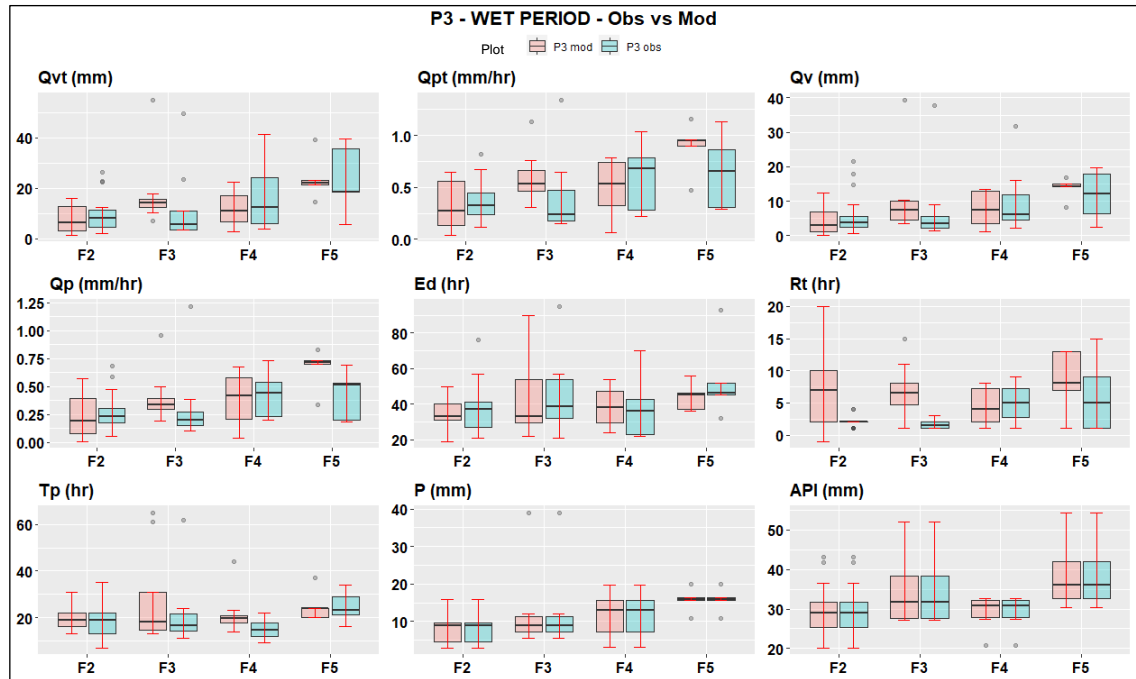 P3 - WET PERIOD - Obs vs Mod
Plot P3 mod P3 obs
Qvt (mm) Qpt (mm/hr) Qv (mm)
40
20
0
F2 F3 F4 F5
1.0
0.5
0.0
F2 F3 F4 F5
40
30
20
10
0
F2 F3 F4 F5
Qp (mm/hr) Ed (hr) Rt (hr)
1.25
1.00
0.75
0.50
0.25
0.00
F2 F3 F4 F5
80
60
40
20
F2 F3 F4 F5
20
15
10
5
0
F2 F3 F4 F5
Tp (hr) P (mm) API (mm)
60
40
20
F2 F3 F4 F5
40
30
20
10
F2 F3 F4 F5
50
40
30
20
F2 F3 F4 F5